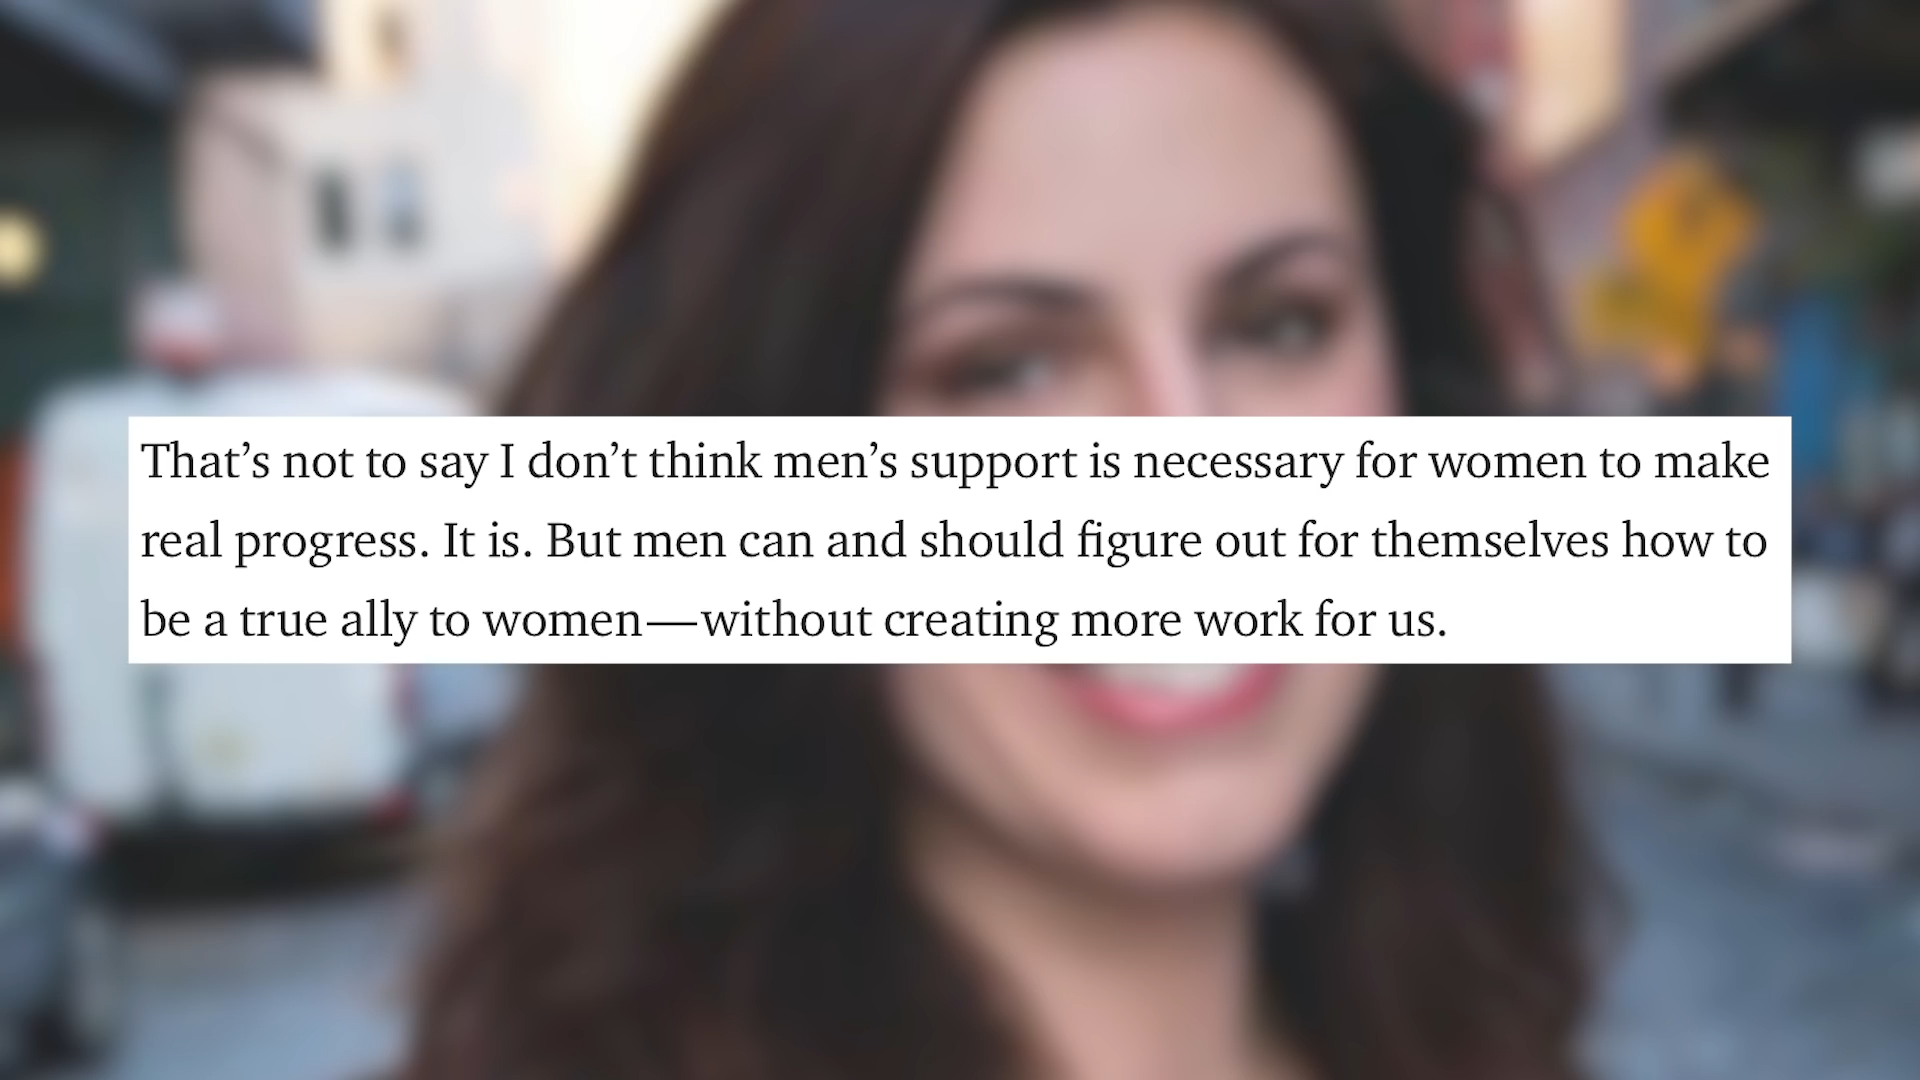 That’s not to say I don’t think men’s support is necessary for women to make
real progress. It is. But men can and should figure out for themselves how to
be a true ally to women—without creating more work for us.